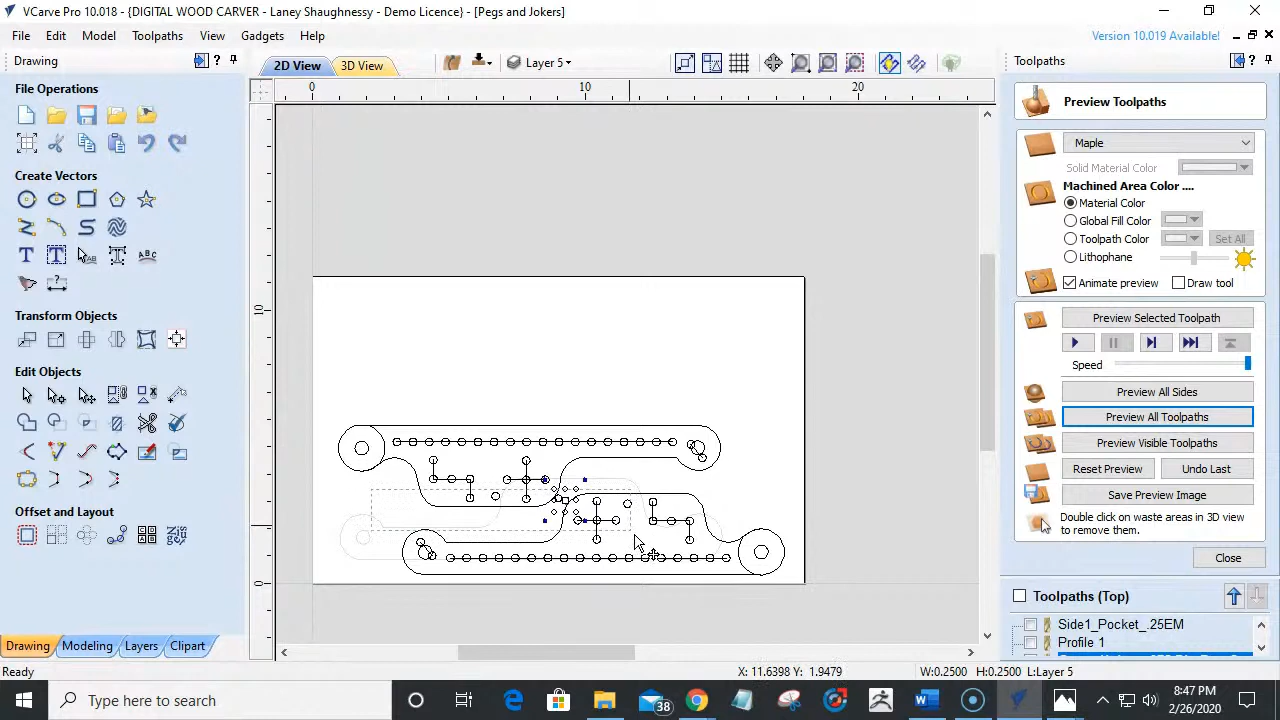 VCarve Pro 10.018 - {DIGITAL WOOD CARVER - Laney Shaughnessy - Demo Licence} - [Pegs and Jokers]
File Edit Model Toolpaths View Gadgets Help
Version 10.019 Available!
Drawing
2D View
3D View
Layer 5
Toolpaths
File Operations
Create Vectors
Transform Objects
Edit Objects
Offset and Layout
0 10 20
10
0
Preview Toolpaths
Maple
Solid Material Color
Machined Area Color ....
Material Color
Global Fill Color
Toolpath Color
Set All
Lithophane
Animate preview
Draw tool
Preview Selected Toolpath
Speed
Preview All Sides
Preview All Toolpaths
Preview Visible Toolpaths
Reset Preview
Undo Last
Save Preview Image
Double click on waste areas in 3D view
to remove them.
Close
Toolpaths (Top)
Side1_Pocket_.25EM
Profile 1
Drawing Modeling Layers Clipart
Ready
X: 11.6398 Y: 1.9479
W:0.2500 H:0.2500 L:Layer 5
Type here to search
38
8:47 PM
2/26/2020